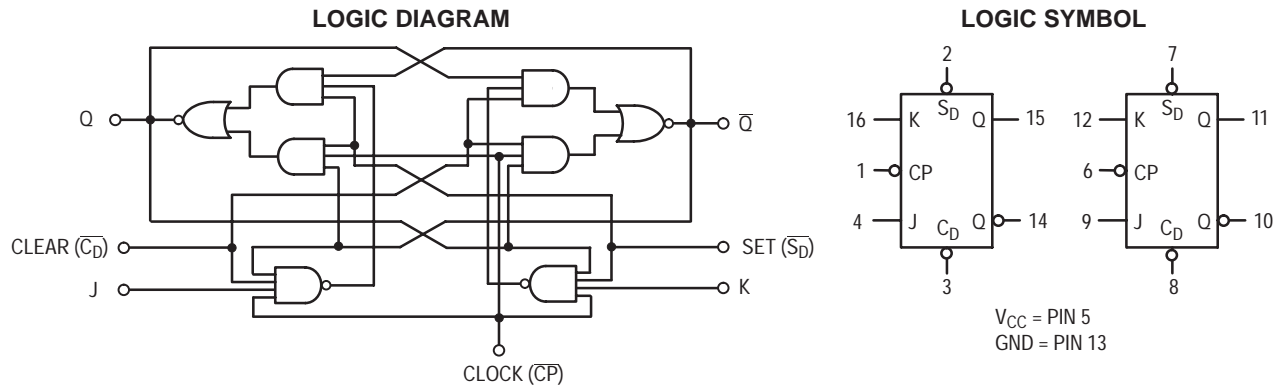 LOGIC DIAGRAM
Q
Q̅
CLEAR (C̅D̅)
SET (S̅D̅)
J
K
CLOCK (C̅P̅)
LOGIC SYMBOL
2
SD
16 K Q 15
1 CP
4 J Q 14
CD
3
7
SD
12 K Q 11
6 CP
9 J Q 10
CD
8
VCC = PIN 5
GND = PIN 13